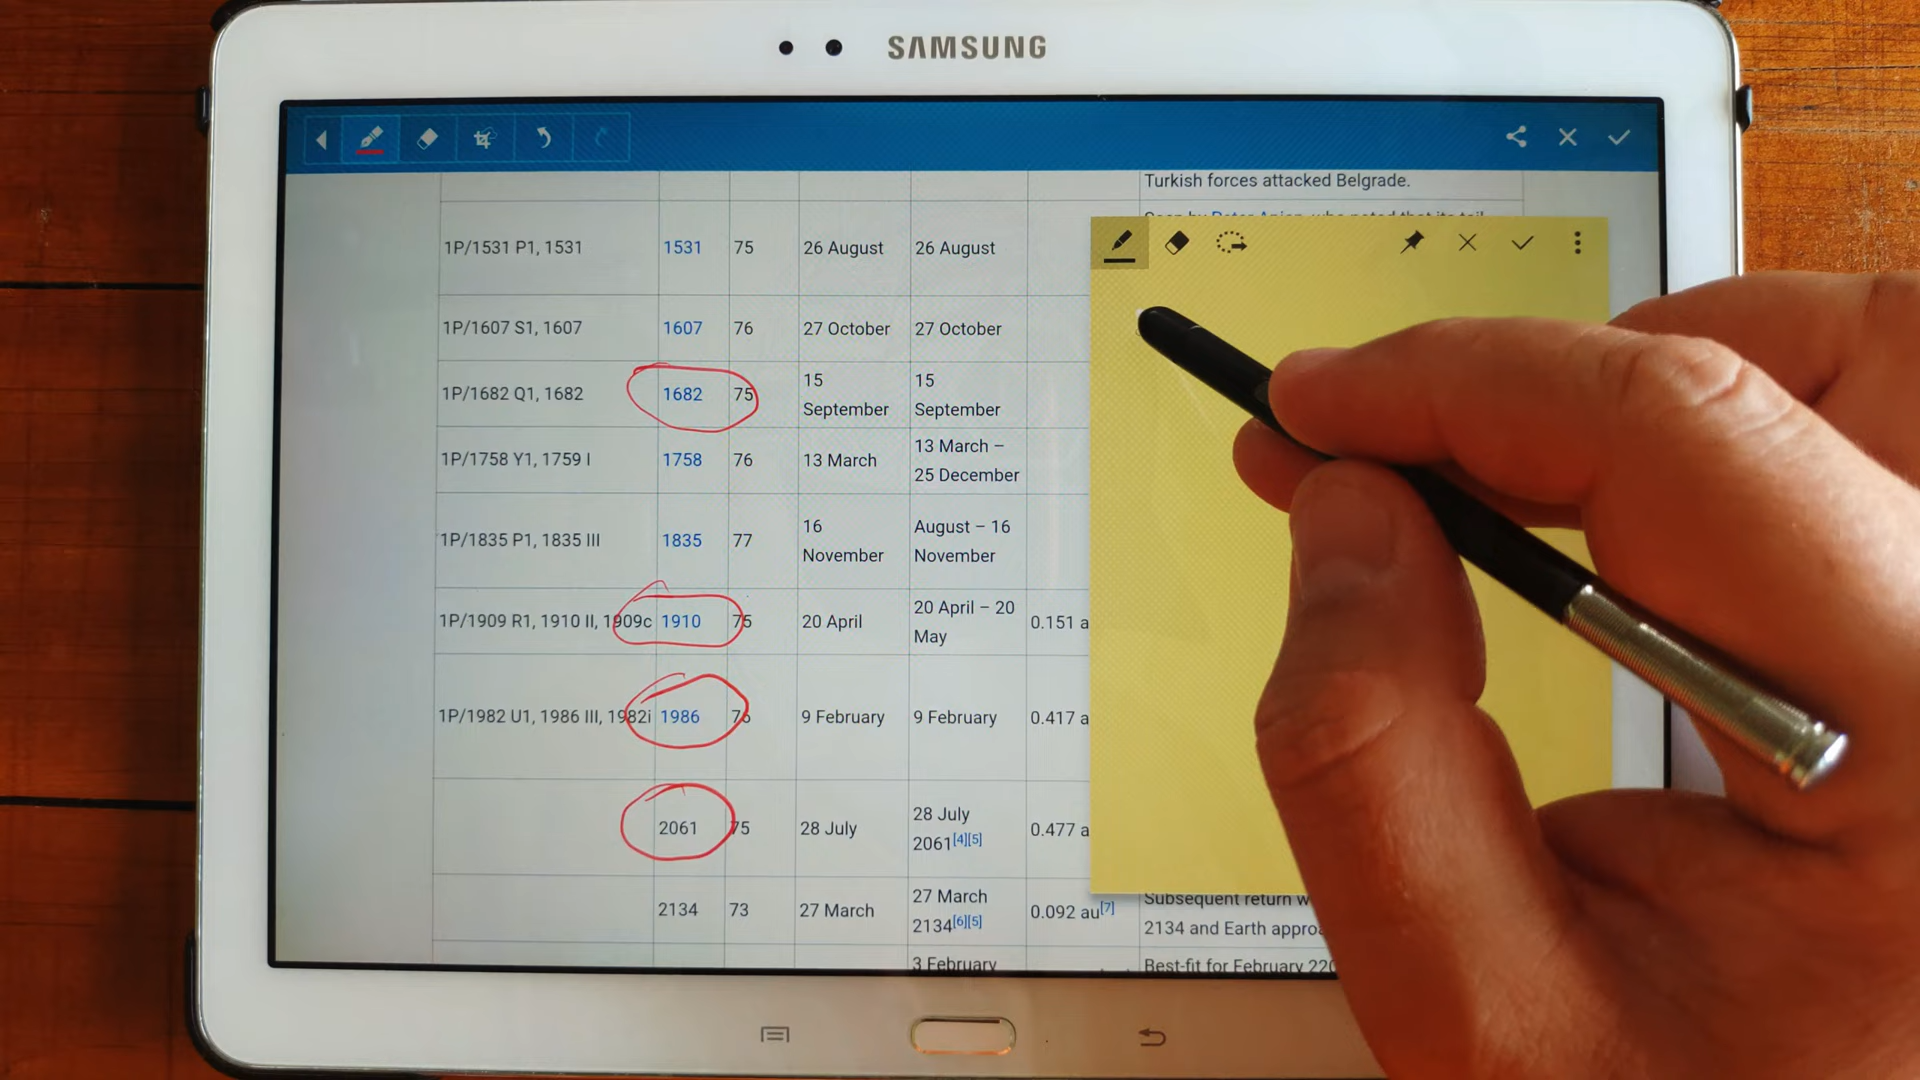 SAMSUNG
Turkish forces attacked Belgrade.
1P/1531 P1, 1531 1531 75 26 August 26 August
1P/1607 S1, 1607 1607 76 27 October 27 October
1P/1682 Q1, 1682 1682 75 15 September 15 September
1P/1758 Y1, 1759 I 1758 76 13 March 13 March – 25 December
1P/1835 P1, 1835 III 1835 77 16 November August – 16 November
1P/1909 R1, 1910 II, 1909c 1910 75 20 April 20 April – 20 May 0.151 a
1P/1982 U1, 1986 III, 1982i 1986 76 9 February 9 February 0.417 a
2061 75 28 July 28 July 2061[4][5] 0.477 a
2134 73 27 March 27 March 2134[6][5] 0.092 au[7] Subsequent return w
2134 and Earth appro
3 February Best-fit for February 220